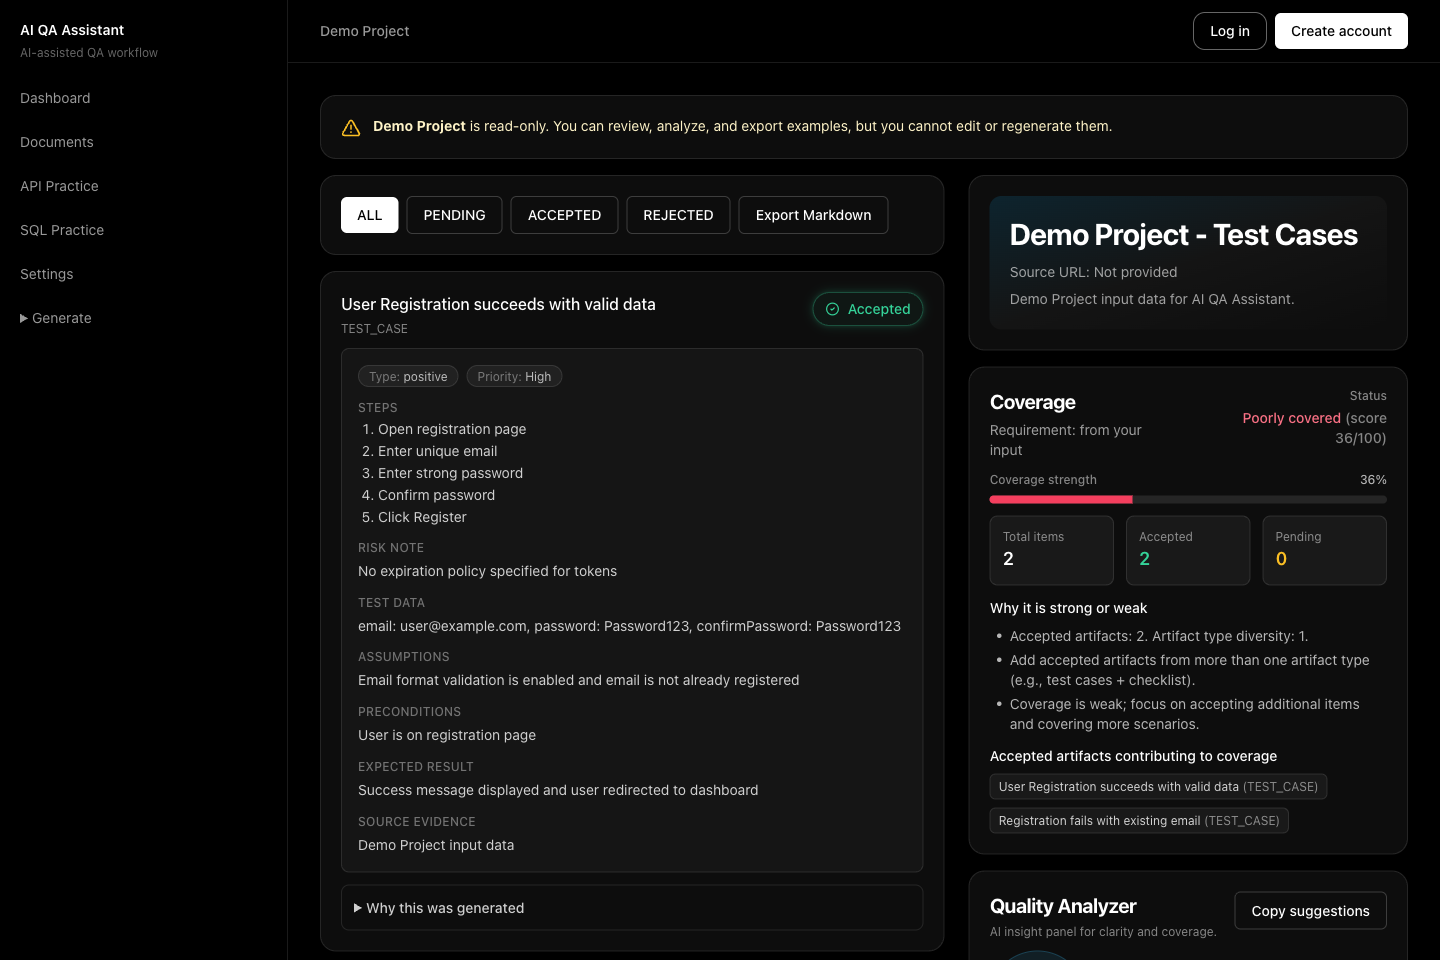 AI QA Assistant
AI-assisted QA workflow
Dashboard
Documents
API Practice
SQL Practice
Settings
Generate
Demo Project
Log in
Create account
Demo Project is read-only. You can review, analyze, and export examples, but you cannot edit or regenerate them.
ALL
PENDING
ACCEPTED
REJECTED
Export Markdown
User Registration succeeds with valid data
TEST_CASE
Accepted
Type: positive
Priority: High
STEPS
1. Open registration page
2. Enter unique email
3. Enter strong password
4. Confirm password
5. Click Register
RISK NOTE
No expiration policy specified for tokens
TEST DATA
email: user@example.com, password: Password123, confirmPassword: Password123
ASSUMPTIONS
Email format validation is enabled and email is not already registered
PRECONDITIONS
User is on registration page
EXPECTED RESULT
Success message displayed and user redirected to dashboard
SOURCE EVIDENCE
Demo Project input data
Why this was generated
Demo Project - Test Cases
Source URL: Not provided
Demo Project input data for AI QA Assistant.
Coverage
Requirement: from your
input
Status
Poorly covered (score
36/100)
Coverage strength
36%
Total items
2
Accepted
2
Pending
0
Why it is strong or weak
• Accepted artifacts: 2. Artifact type diversity: 1.
• Add accepted artifacts from more than one artifact type
(e.g., test cases + checklist).
• Coverage is weak; focus on accepting additional items
and covering more scenarios.
Accepted artifacts contributing to coverage
User Registration succeeds with valid data (TEST_CASE)
Registration fails with existing email (TEST_CASE)
Quality Analyzer
AI insight panel for clarity and coverage.
Copy suggestions